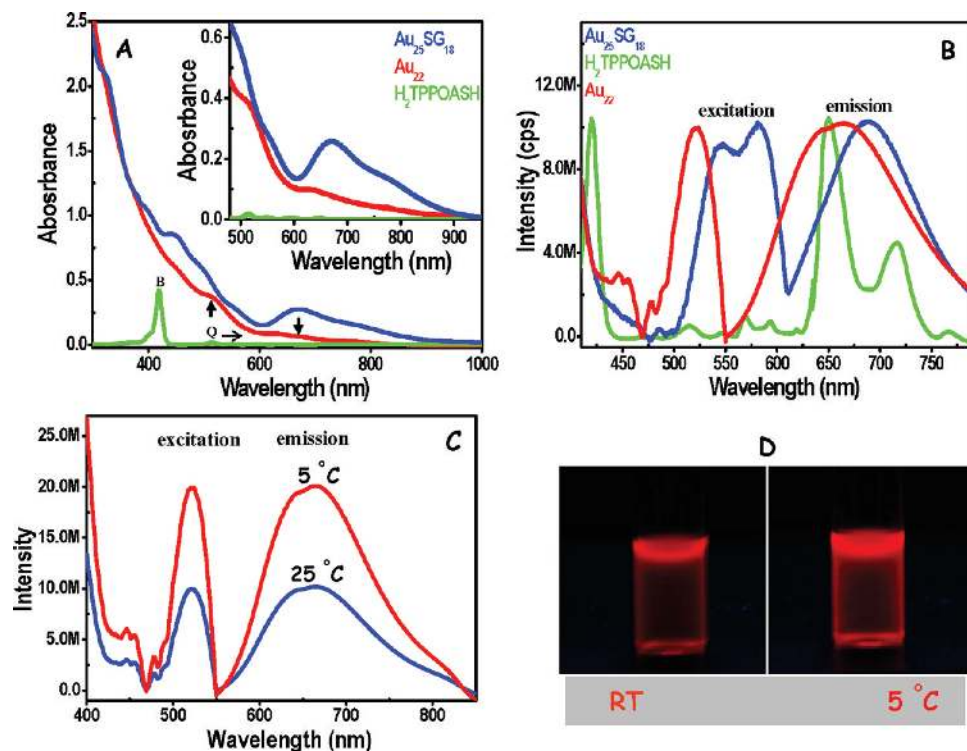 A
Abosrbance
2.5
2.0
1.5
1.0
0.5
0.0
400 600 800 1000
Wavelength (nm)
B
Q
Abosrbance
0.6
0.4
0.2
0.0
500 600 700 800 900
Wavelength (nm)
Au₂₅SG₁₈
Au₂₂
H₂TPPOASH
B
Au₂₅SG₁₈
H₂TPPOASH
Au₂₂
Intensity (cps)
12.0M
8.0M
4.0M
0.0
excitation emission
450 500 550 600 650 700 750
Wavelength (nm)
C
Intensity
25.0M
20.0M
15.0M
10.0M
5.0M
0.0
excitation emission
5 °C
25 °C
400 500 600 700 800
Wavelength (nm)
D
RT 5 °C